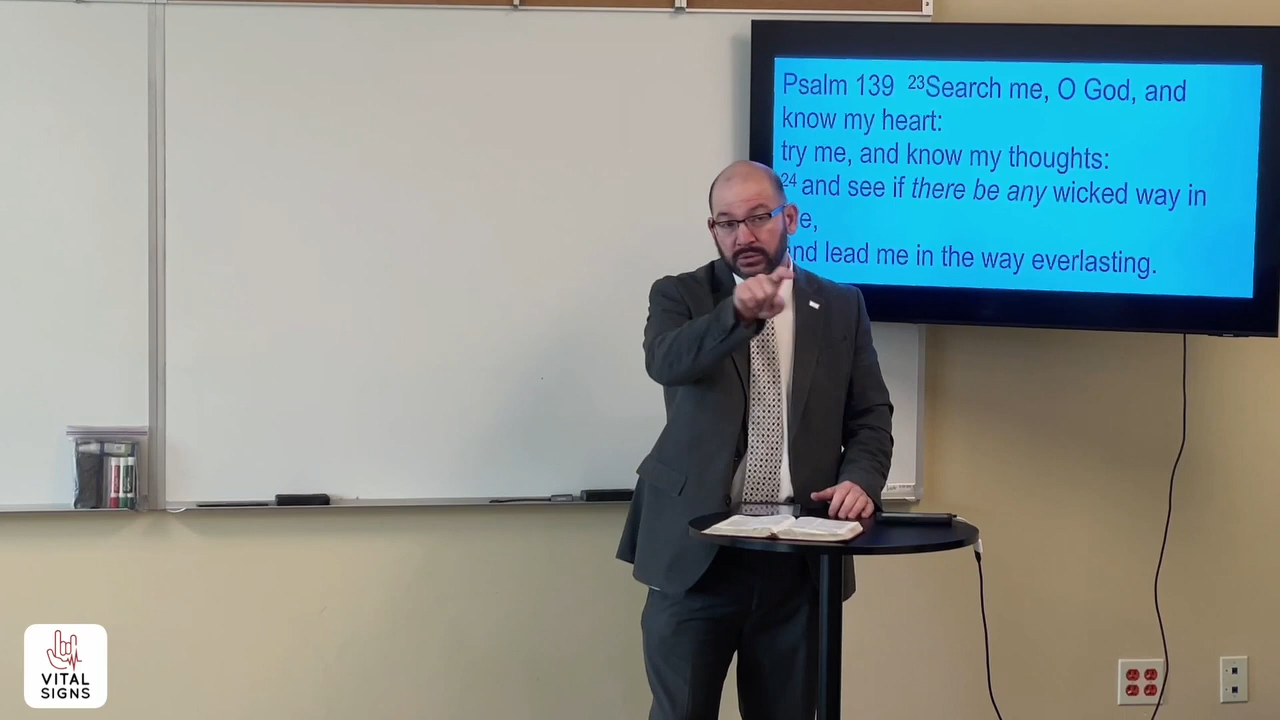 Psalm 139 23Search me, O God, and
know my heart:
try me, and know my thoughts:
24 and see if there be any wicked way in
e,
and lead me in the way everlasting.
VITAL
SIGNS